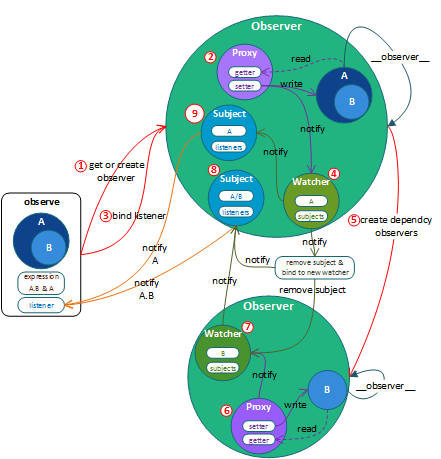 Observer
Proxy
② getter
setter
read
write
A
B
__observer__
⑨ Subject
A
listeners
notify
notify
⑧ Subject
A/B
listeners
④ Watcher
A
subjects
① get or create
observer
③ bind listener
observe
A
B
expression
A.B & A
listener
notify
A
notify
A.B
⑤ create dependcy
observers
notify
notify
remove subject &
bind to new watcher
remove subject
notify
Observer
Watcher ⑦
B
subjects
notify
⑥ Proxy
setter
getter
write
read
B
__observer__